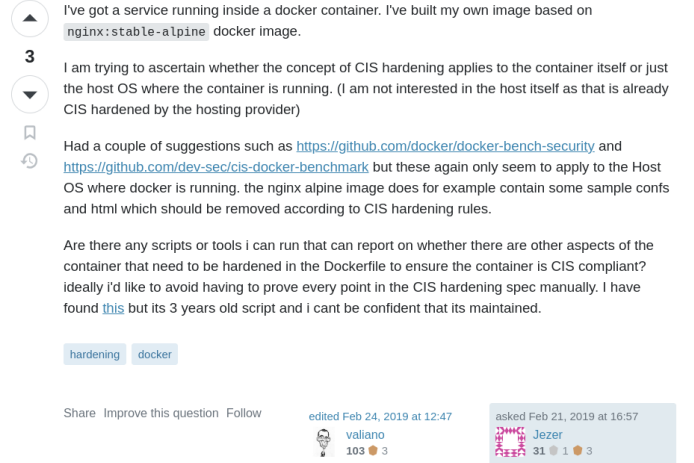 I've got a service running inside a docker container. I've built my own image based on
nginx:stable-alpine docker image.
3
I am trying to ascertain whether the concept of CIS hardening applies to the container itself or just
the host OS where the container is running. (I am not interested in the host itself as that is already
CIS hardened by the hosting provider)
Had a couple of suggestions such as https://github.com/docker/docker-bench-security and
https://github.com/dev-sec/cis-docker-benchmark but these again only seem to apply to the Host
OS where docker is running. the nginx alpine image does for example contain some sample confs
and html which should be removed according to CIS hardening rules.
Are there any scripts or tools i can run that can report on whether there are other aspects of the
container that need to be hardened in the Dockerfile to ensure the container is CIS compliant?
ideally i'd like to avoid having to prove every point in the CIS hardening spec manually. I have
found this but its 3 years old script and i cant be confident that its maintained.
hardening docker
Share Improve this question Follow
edited Feb 24, 2019 at 12:47
valiano
103 3
asked Feb 21, 2019 at 16:57
Jezer
31 1 3